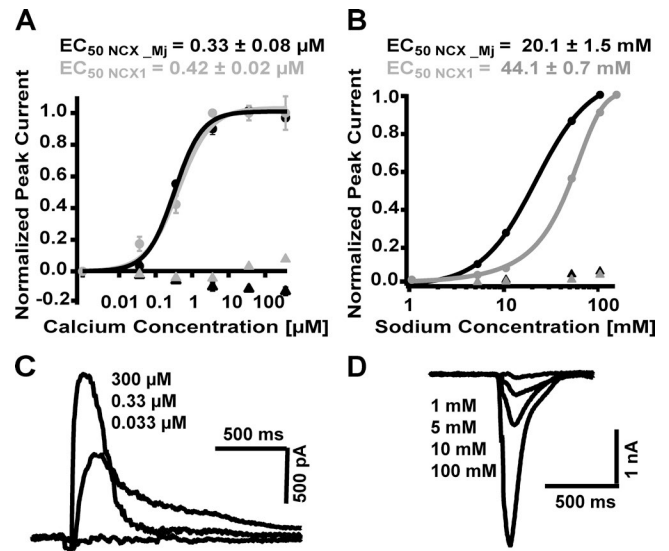 A
EC50 NCX _Mj = 0.33 ± 0.08 µM
EC50 NCX1 = 0.42 ± 0.02 µM
Normalized Peak Current
1.0
0.8
0.6
0.4
0.2
0.0
-0.2
0.01 0.1 1 10 100
Calcium Concentration [µM]
B
EC50 NCX_Mj = 20.1 ± 1.5 mM
EC50 NCX1 = 44.1 ± 0.7 mM
Normalized Peak Current
1.0
0.8
0.6
0.4
0.2
0.0
1 10 100
Sodium Concentration [mM]
C
300 µM
0.33 µM
0.033 µM
500 ms
500 pA
D
1 mM
5 mM
10 mM
100 mM
1 nA
500 ms